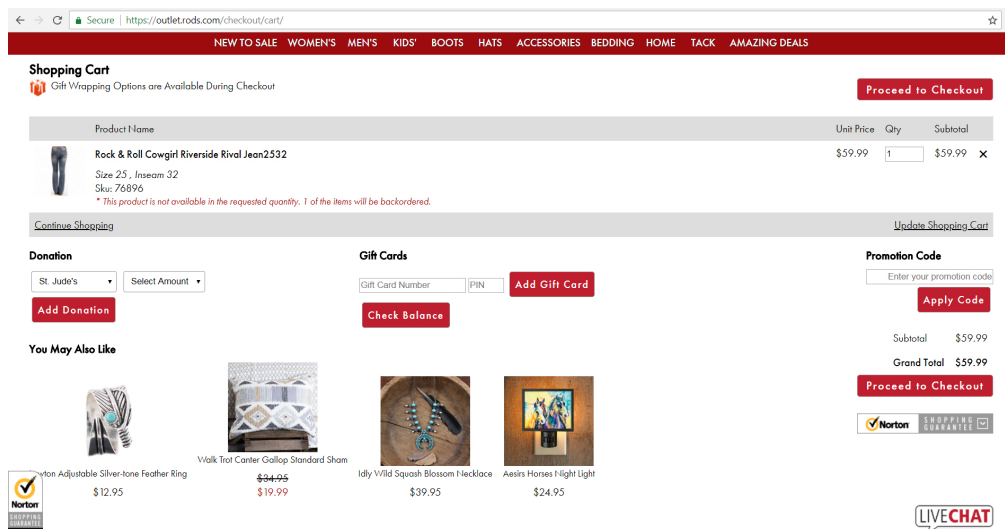 Secure | https://outlet.rods.com/checkout/cart/
NEW TO SALE WOMEN'S MEN'S KIDS' BOOTS HATS ACCESSORIES BEDDING HOME TACK AMAZING DEALS
Shopping Cart
Gift Wrapping Options are Available During Checkout
Proceed to Checkout
Product Name Unit Price Qty Subtotal
Rock & Roll Cowgirl Riverside Rival Jean2532 $59.99 1 $59.99
Size 25 , Inseam 32
Sku: 76896
* This product is not available in the requested quantity. 1 of the items will be backordered.
Continue Shopping Update Shopping Cart
Donation
St. Jude's Select Amount
Add Donation
Gift Cards
Gift Card Number PIN Add Gift Card
Check Balance
Promotion Code
Enter your promotion code
Apply Code
Subtotal $59.99
Grand Total $59.99
Proceed to Checkout
Norton SHOPPING GUARANTEE
You May Also Like
Adjustable Silver-tone Feather Ring
$12.95
Walk Trot Canter Gallop Standard Sham
$34.95
$19.99
Idly Wild Squash Blossom Necklace
$39.95
Aesirs Horses Night Light
$24.95
Norton
SHOPPING
GUARANTEE
LIVECHAT